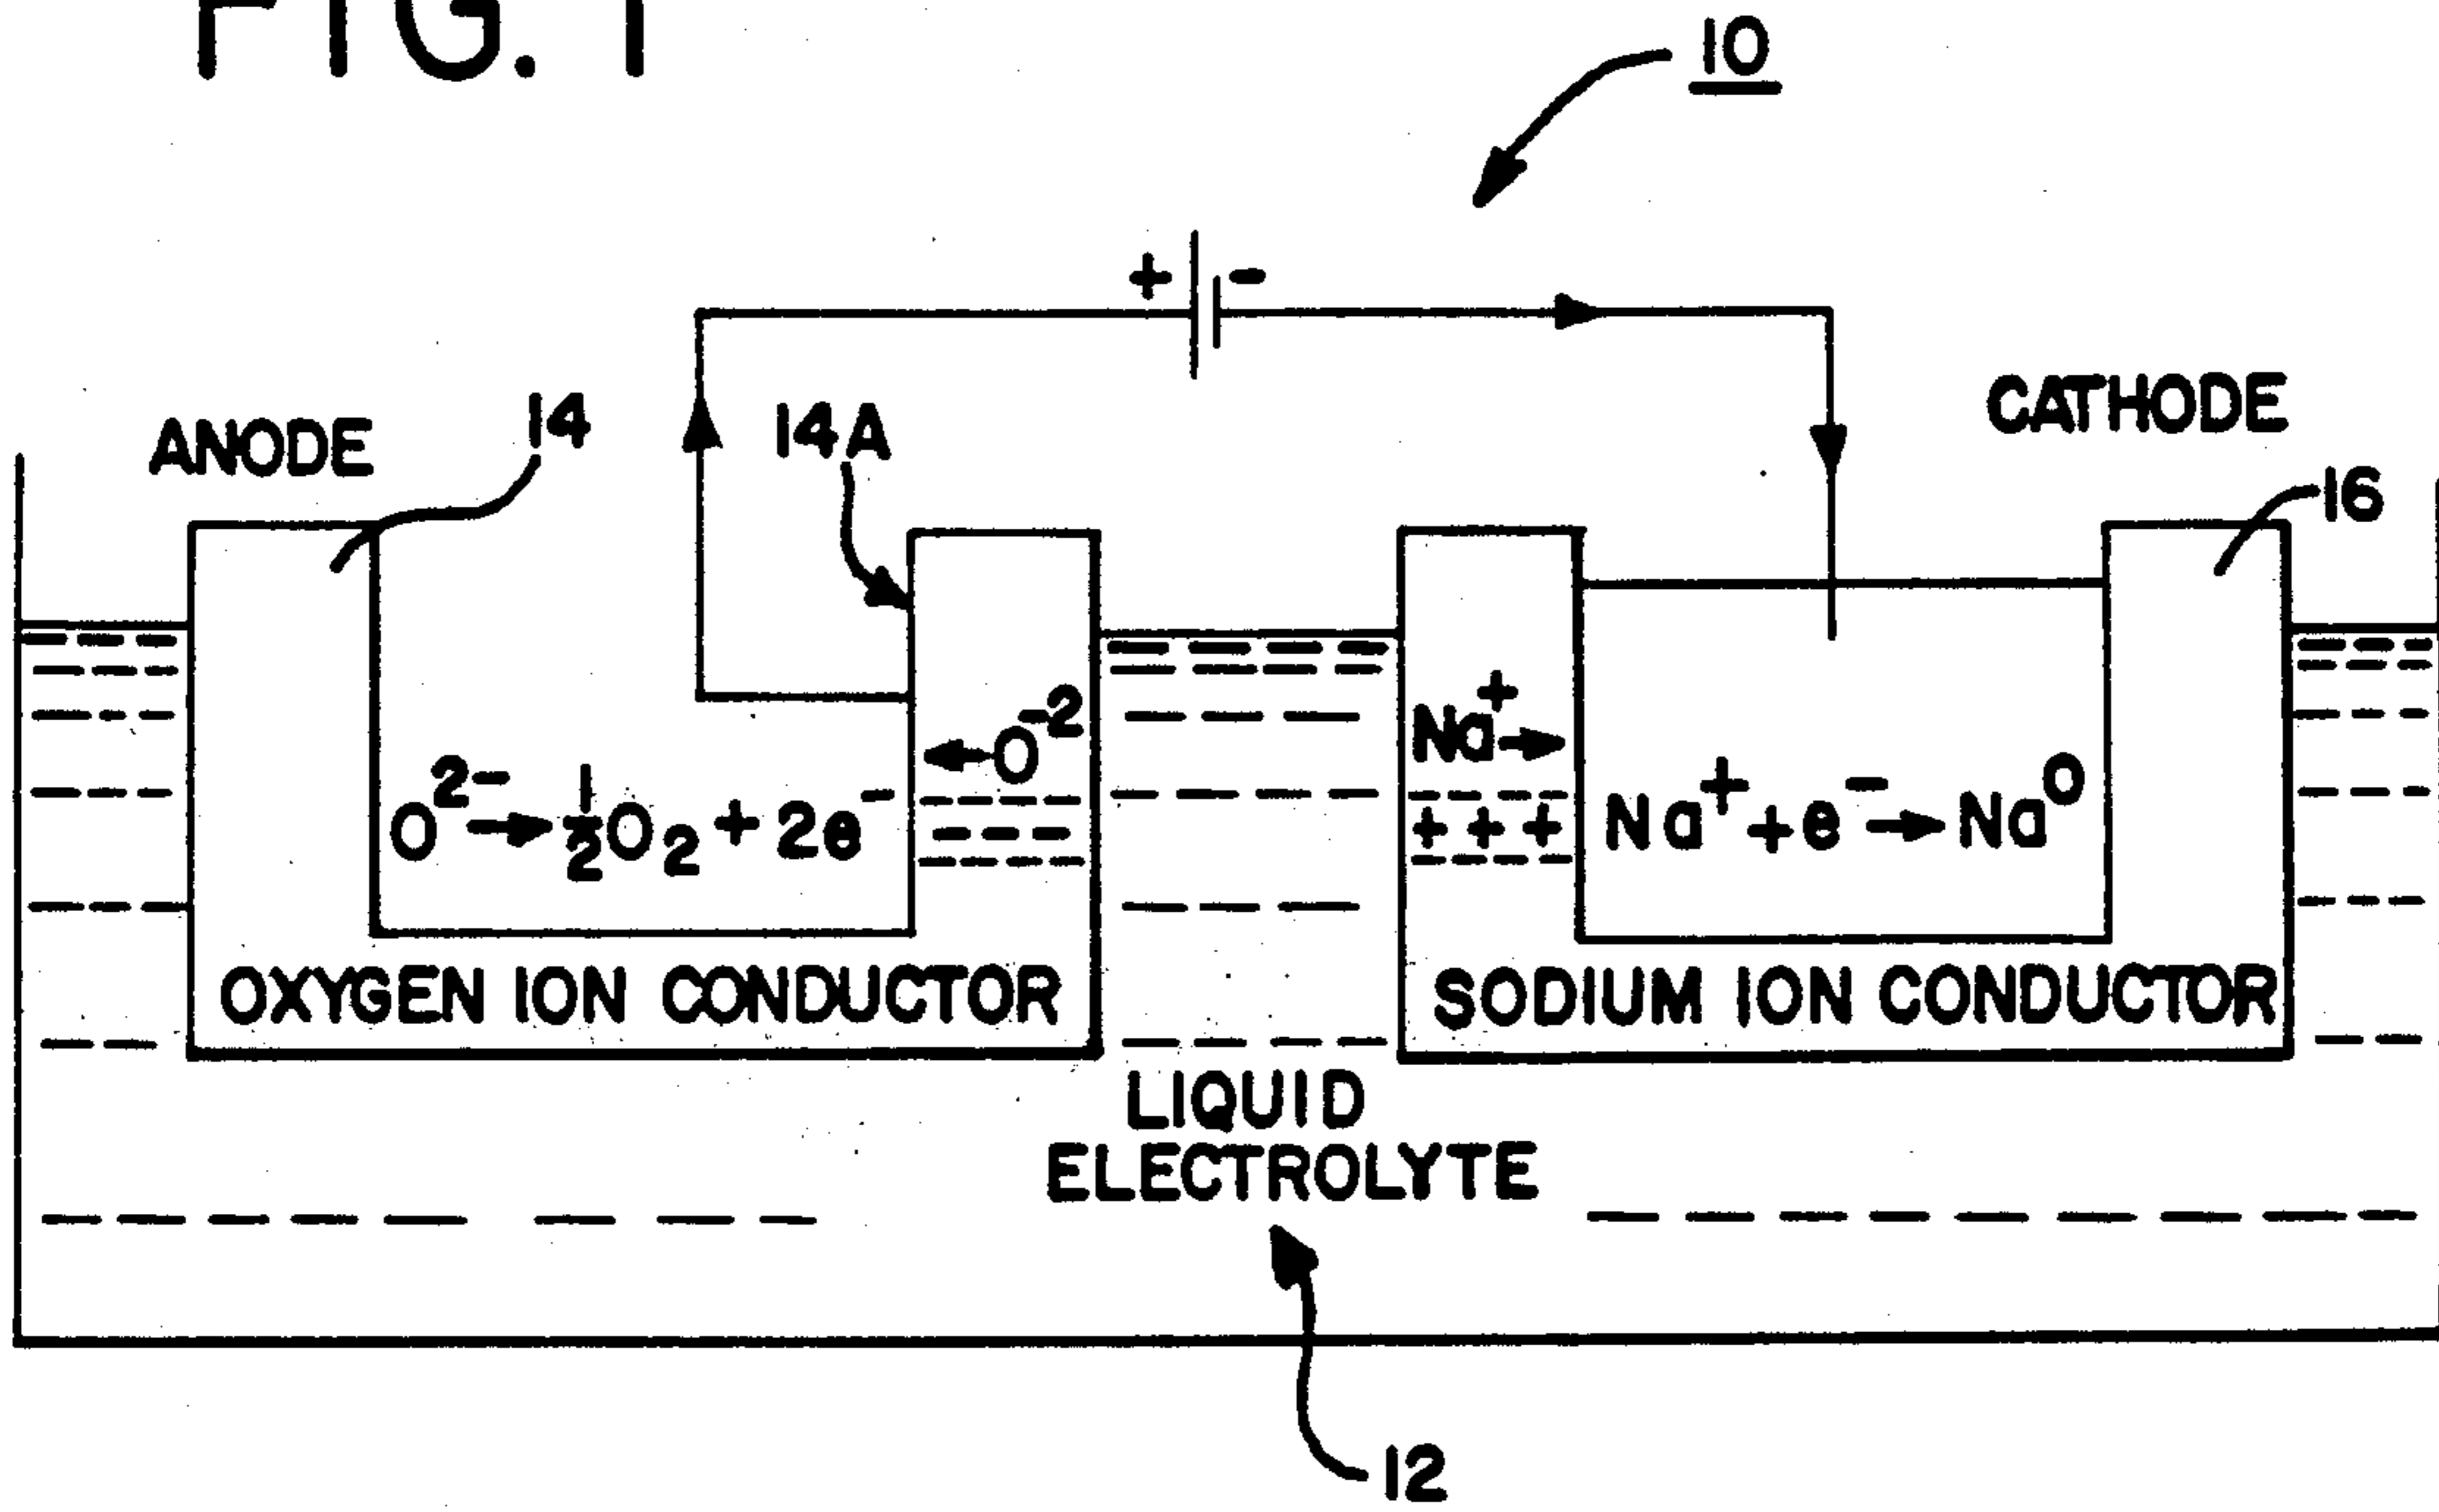 FIG. 1
10
+ -
ANODE
14
14A
CATHODE
16
O²⁻→½O₂+2e⁻
←O⁻²
Na⁺→
+ + +
Na⁺+e⁻→Na⁰
OXYGEN ION CONDUCTOR
SODIUM ION CONDUCTOR
LIQUID
ELECTROLYTE
12